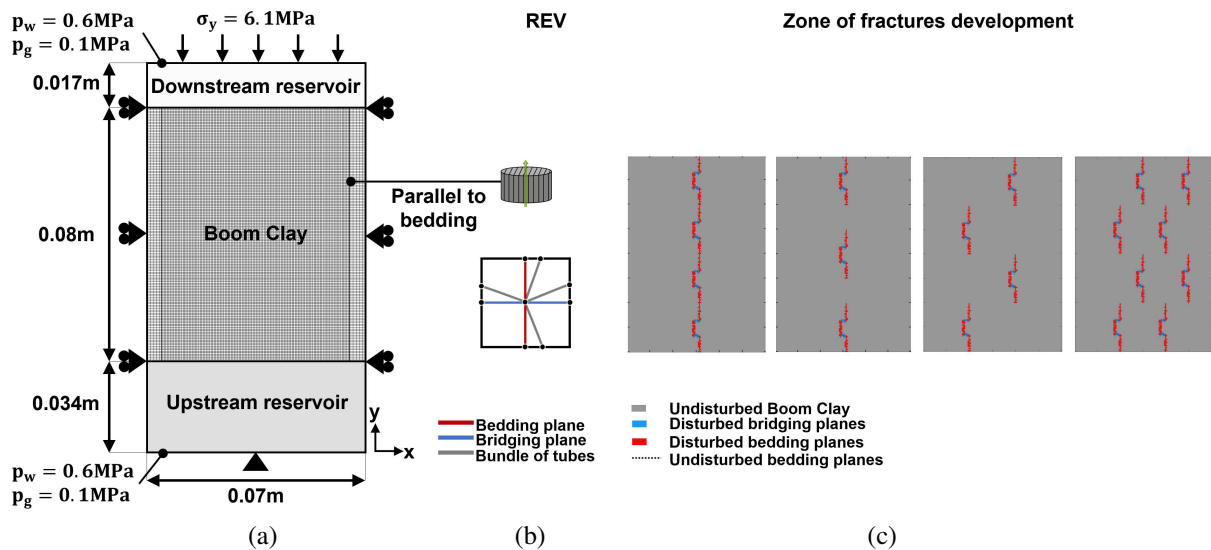 p_w = 0.6MPa
p_g = 0.1MPa
σ_y = 6.1MPa
REV
Zone of fractures development
0.017m
Downstream reservoir
0.08m
Boom Clay
Parallel to
bedding
0.034m
Upstream reservoir
y
x
p_w = 0.6MPa
p_g = 0.1MPa
0.07m
Bedding plane
Bridging plane
Bundle of tubes
Undisturbed Boom Clay
Disturbed bridging planes
Disturbed bedding planes
Undisturbed bedding planes
(a)
(b)
(c)